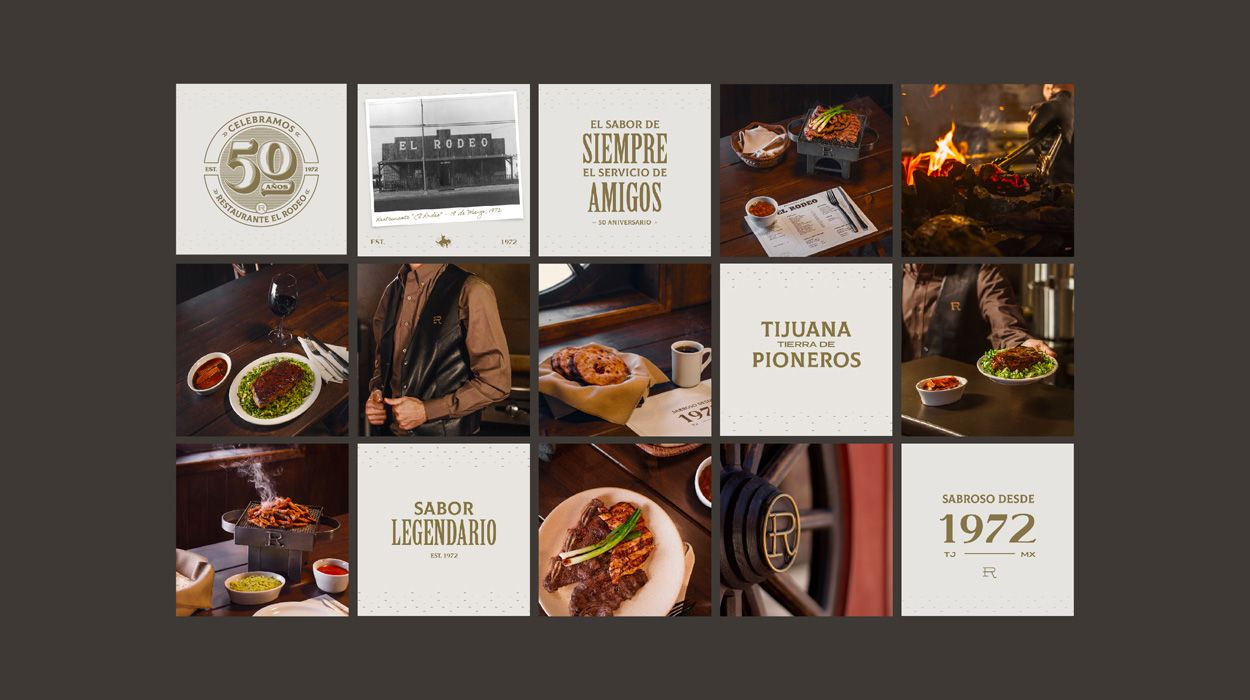 » CELEBRAMOS «
EST. 1972
50
AÑOS
R
» RESTAURANTE EL RODEO «
EL RODEO
Restaurante "El Rodeo" - 19 de Marzo, 1972
EST. 1972
EL SABOR DE
SIEMPRE
EL SERVICIO DE
AMIGOS
– 50 ANIVERSARIO –
R
EL RODEO
R
SABROSO DESDE
197
TIJUANA
TIERRA DE
PIONEROS
R
R
SABOR
LEGENDARIO
EST. 1972
R
SABROSO DESDE
1972
TJ MX
R